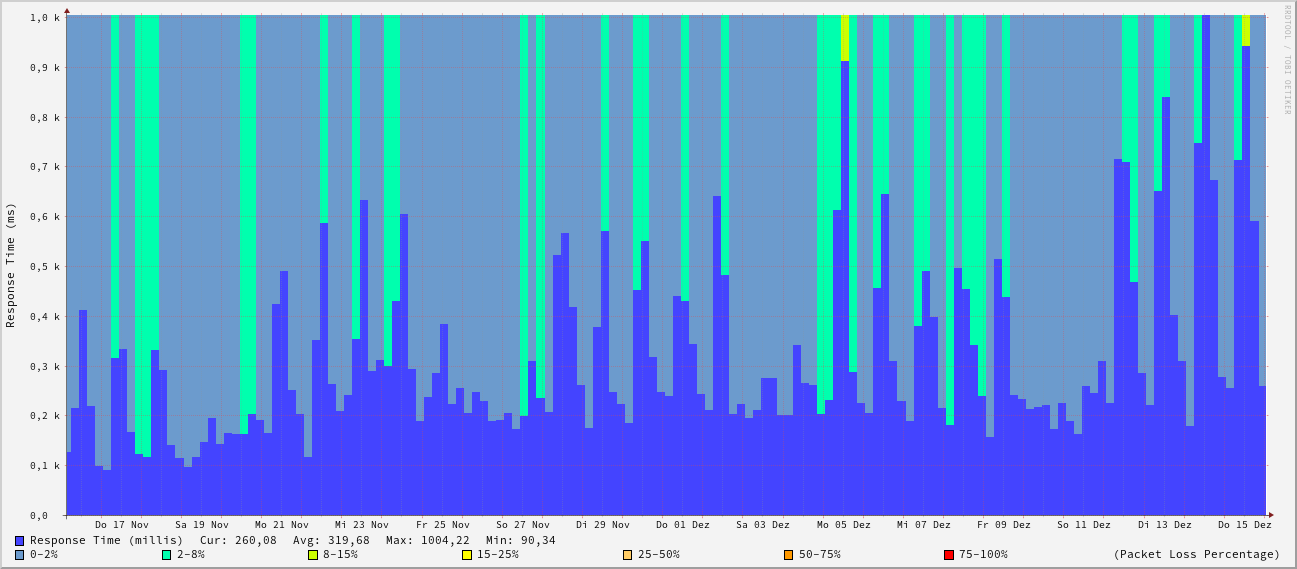 RRDTOOL / TOBI OETIKER
Response Time (ms)
1,0 k
0,9 k
0,8 k
0,7 k
0,6 k
0,5 k
0,4 k
0,3 k
0,2 k
0,1 k
0,0
Do 17 Nov Sa 19 Nov Mo 21 Nov Mi 23 Nov Fr 25 Nov So 27 Nov Di 29 Nov Do 01 Dez Sa 03 Dez Mo 05 Dez Mi 07 Dez Fr 09 Dez So 11 Dez Di 13 Dez Do 15 Dez
Response Time (millis) Cur: 260,08 Avg: 319,68 Max: 1004,22 Min: 90,34
0-2% 2-8% 8-15% 15-25% 25-50% 50-75% 75-100% (Packet Loss Percentage)